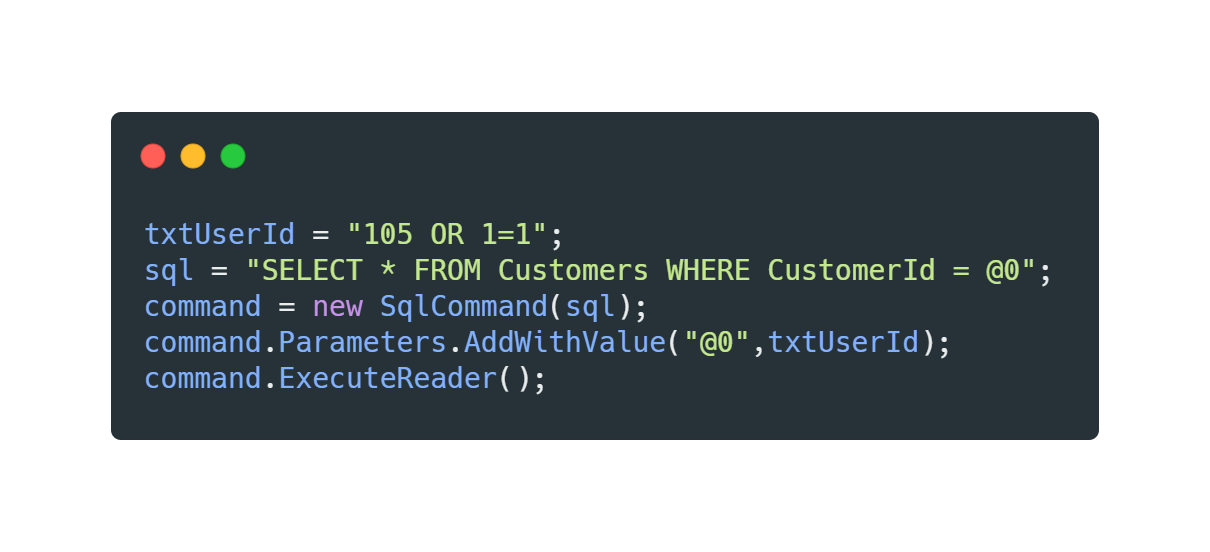 txtUserId = "105 OR 1=1";
sql = "SELECT * FROM Customers WHERE CustomerId = @0";
command = new SqlCommand(sql);
command.Parameters.AddWithValue("@0",txtUserId);
command.ExecuteReader();